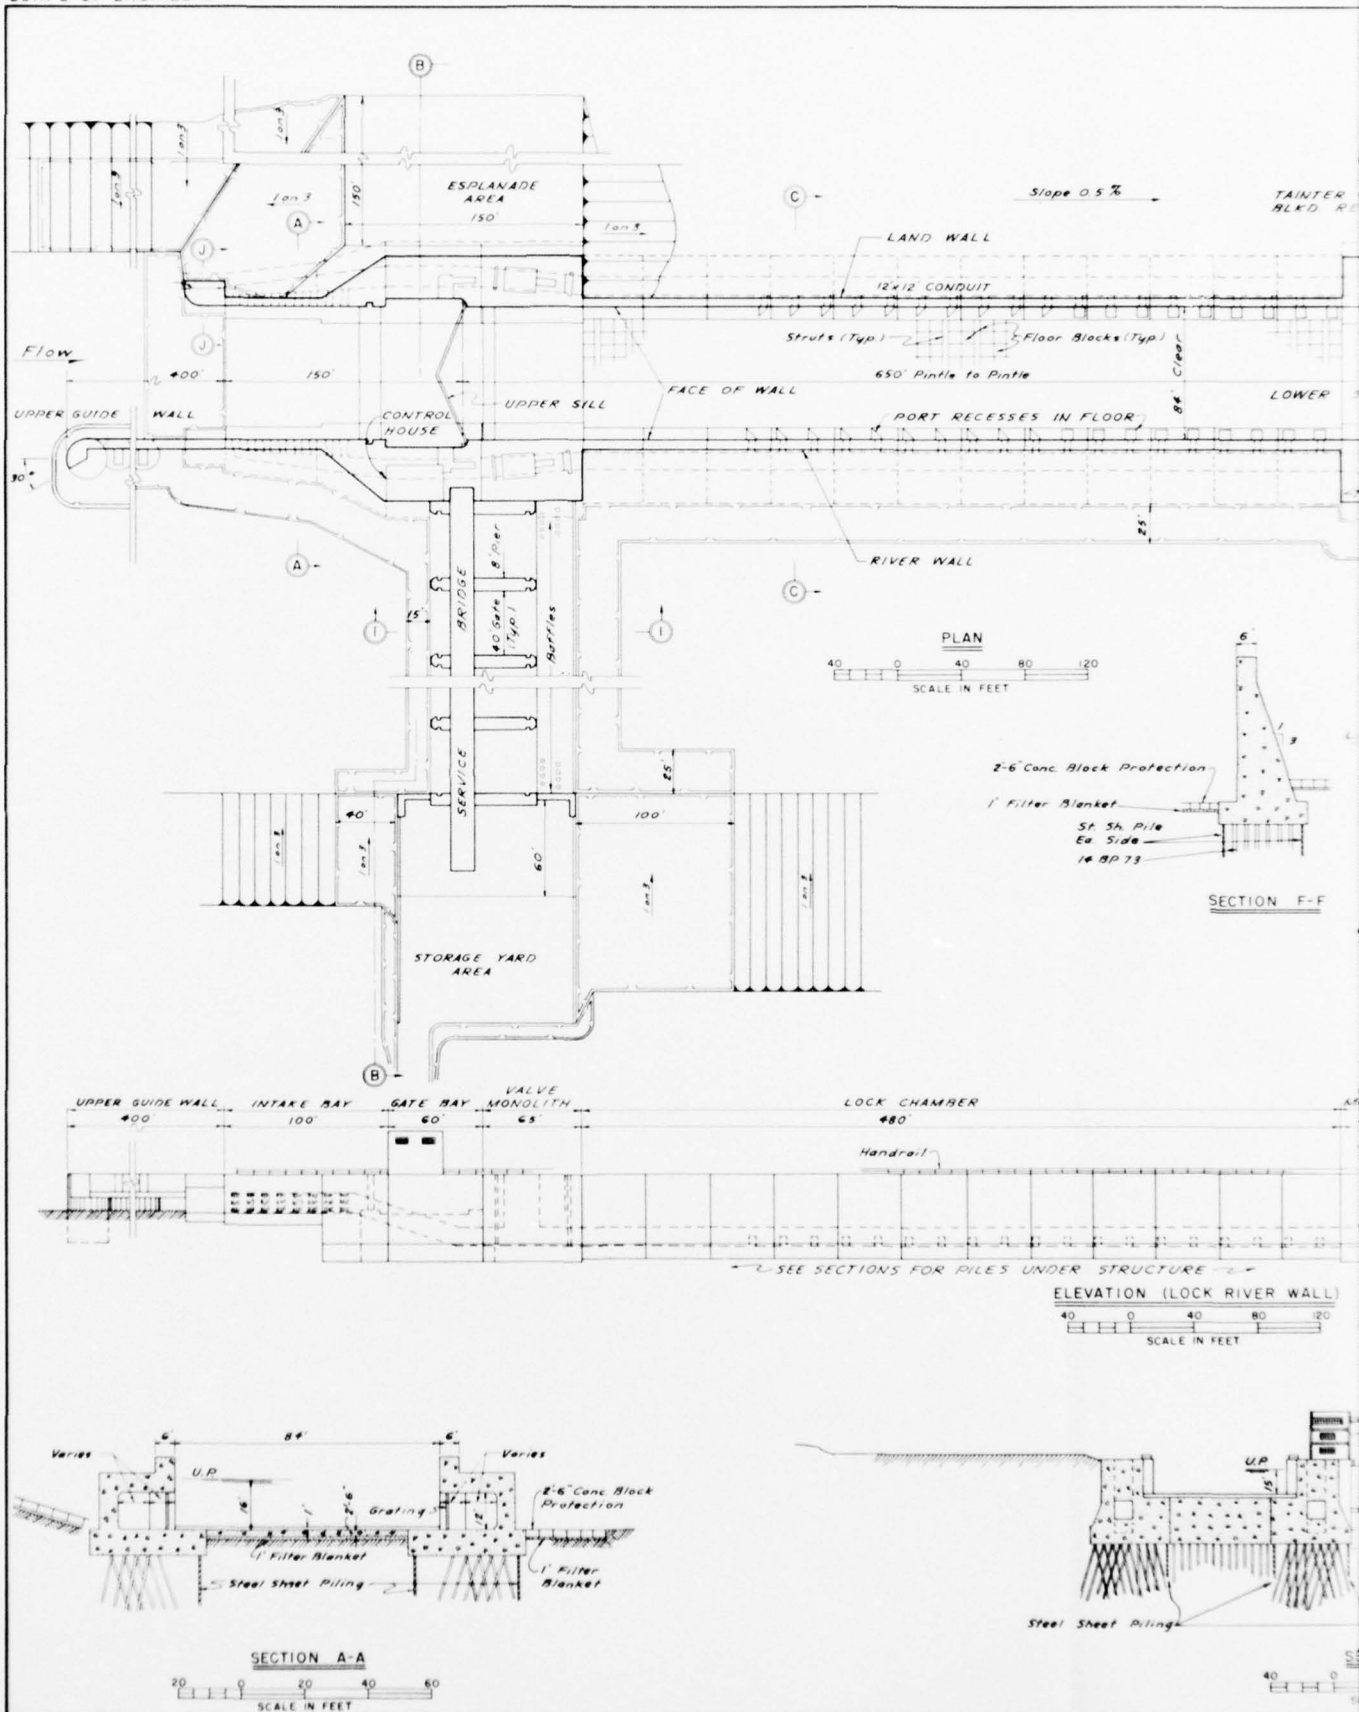 B
1 on 3
1 on 3
1 on 3
1 on 3
150'
ESPLANADE
AREA
150'
1 on 3
A
J
C
Slope 0.5 %
TAINTER
LAND WALL
12'x12' CONDUIT
Struts (Typ.)
Floor Blocks (Typ.)
J
Flow
400'
150'
650' Pintle to Pintle
84' Clear
FACE OF WALL
UPPER SILL
LOWER
UPPER GUIDE WALL
CONTROL
HOUSE
PORT RECESSES IN FLOOR
30°
25'
A
RIVER WALL
C
8' Pier
15'
BRIDGE
40' Gate
(Typ.)
Baffles
1
1
PLAN
40 0 40 80 120
SCALE IN FEET
6'
1
3
2'-6" Conc. Block Protection
1' Filter Blanket
St. Sh. Pile
Ea. Side
14 BP 73
SECTION F-F
SERVICE
25'
40'
100'
60'
1 on 3
1 on 3
1 on 3
STORAGE YARD
AREA
B
UPPER GUIDE WALL
INTAKE BAY
GATE BAY
VALVE
MONOLITH
LOCK CHAMBER
400'
100'
60'
65'
480'
Handrail
SEE SECTIONS FOR PILES UNDER STRUCTURE
ELEVATION (LOCK RIVER WALL)
40 0 40 80 120
SCALE IN FEET
6'
84'
6'
Varies
Varies
U.P.
16'
1'
2'-6"
Grating
12'
2'-6" Conc. Block
Protection
1' Filter Blanket
Steel Sheet Piling
1' Filter
Blanket
SECTION A-A
20 0 20 40 60
SCALE IN FEET
U.P.
15'
Steel Sheet Piling
40 0